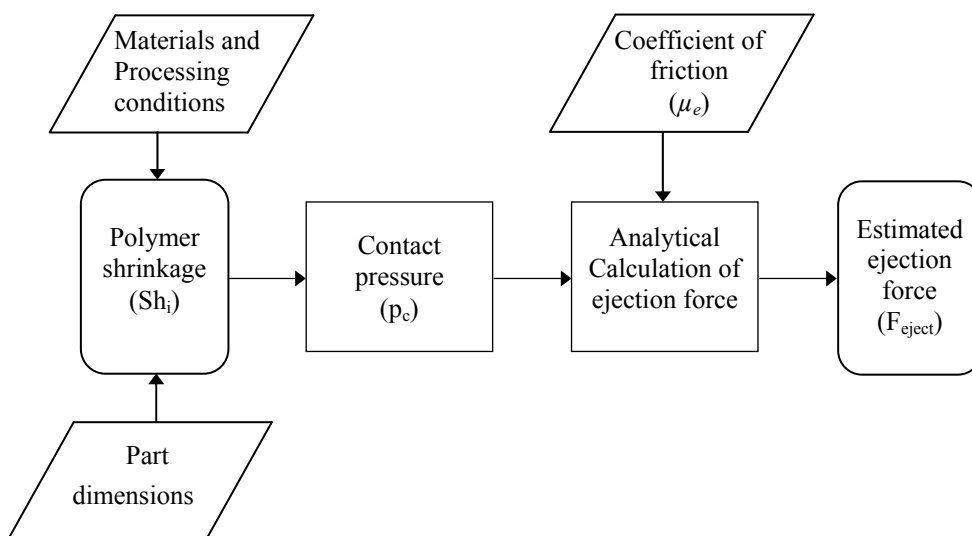 Materials and
Processing
conditions
Coefficient of
friction
(μe)
Polymer
shrinkage
(Shi)
Contact
pressure
(pc)
Analytical
Calculation of
ejection force
Estimated
ejection
force
(Feject)
Part
dimensions